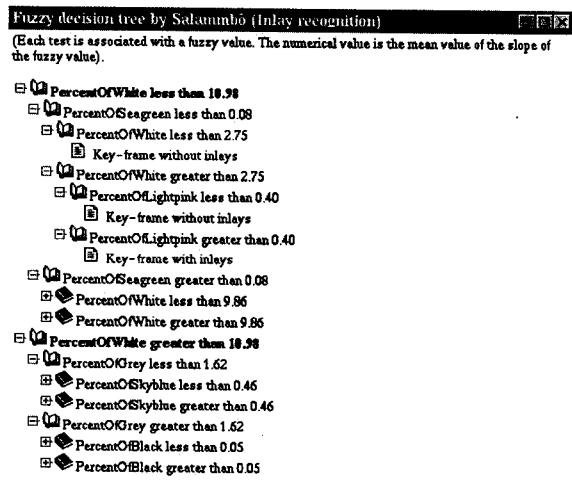 Fuzzy decision tree by Salammbô (Inlay recognition)
(Each test is associated with a fuzzy value. The numerical value is the mean value of the slope of
the fuzzy value).
PercentOfWhite less than 10.98
PercentOfSeagreen less than 0.08
PercentOfWhite less than 2.75
Key-frame without inlays
PercentOfWhite greater than 2.75
PercentOfLightpink less than 0.40
Key-frame without inlays
PercentOfLightpink greater than 0.40
Key-frame with inlays
PercentOfSeagreen greater than 0.08
PercentOfWhite less than 9.86
PercentOfWhite greater than 9.86
PercentOfWhite greater than 10.98
PercentOfGrey less than 1.62
PercentOfSkyblue less than 0.46
PercentOfSkyblue greater than 0.46
PercentOfGrey greater than 1.62
PercentOfBlack less than 0.05
PercentOfBlack greater than 0.05